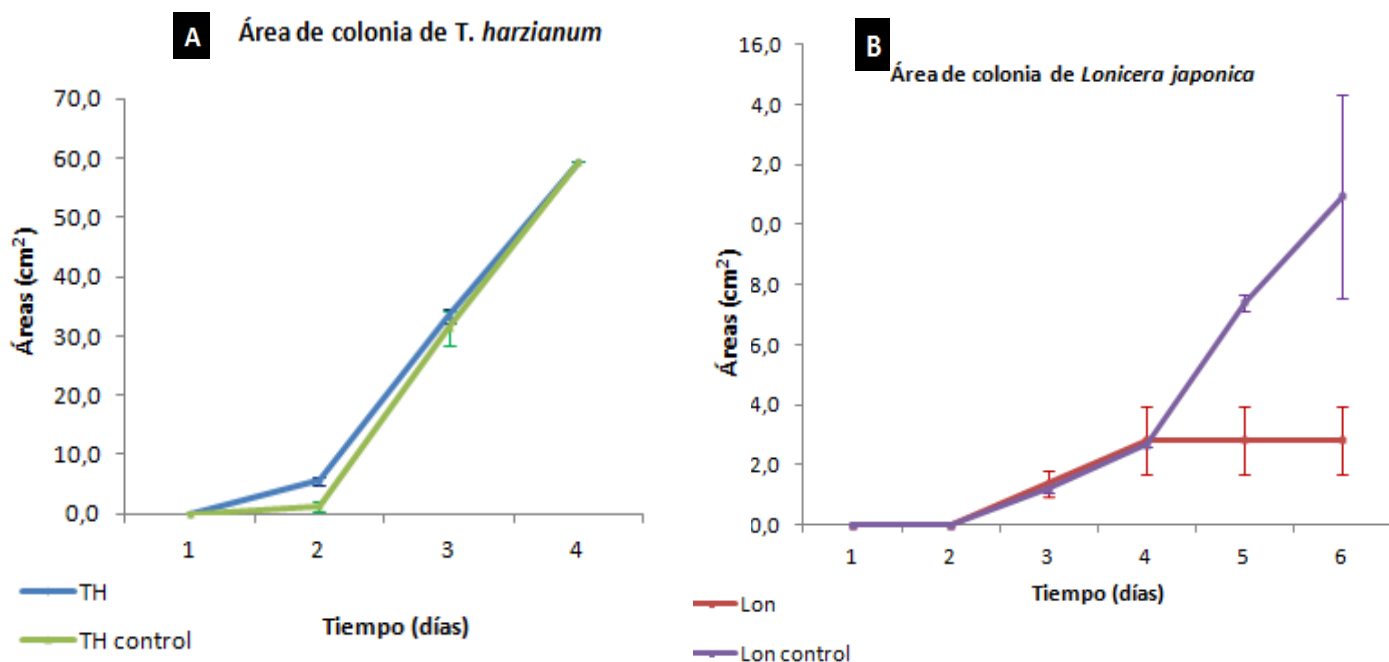 A
Área de colonia de T. harzianum
70,0
60,0
50,0
40,0
30,0
20,0
10,0
0,0
Áreas (cm²)
1 2 3 4
Tiempo (días)
TH
TH control
B
Área de colonia de Lonicera japonica
16,0
4,0
2,0
0,0
8,0
6,0
4,0
2,0
0,0
Áreas (cm²)
1 2 3 4 5 6
Tiempo (días)
Lon
Lon control